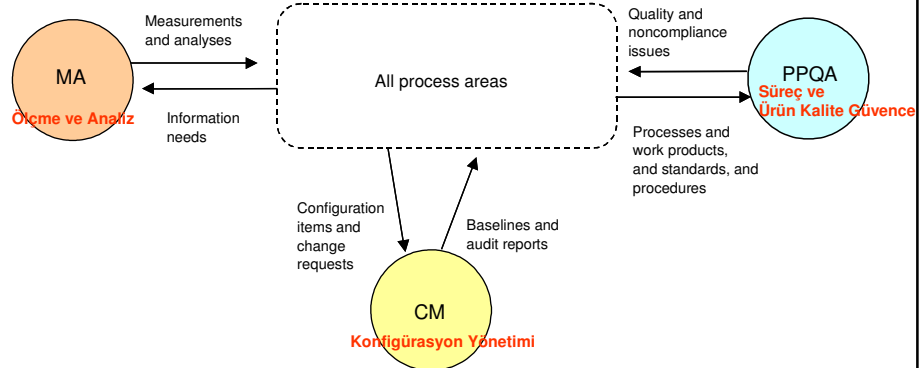 Measurements
and analyses
MA
Ölçme ve Analiz
Information
needs
All process areas
Quality and
noncompliance
issues
PPQA
Süreç ve
Ürün Kalite Güvence
Processes and
work products,
and standards, and
procedures
Configuration
items and
change
requests
Baselines and
audit reports
CM
Konfigürasyon Yönetimi